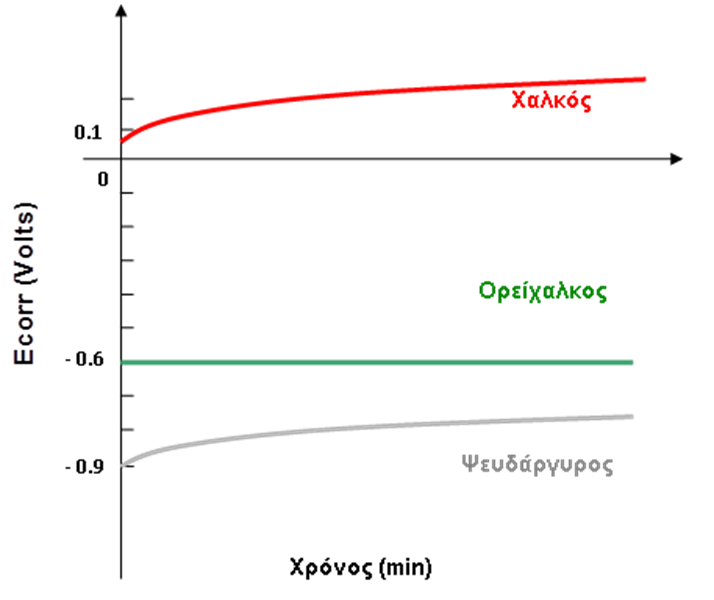 Χαλκός
0.1
0
Ecorr (Volts)
Ορείχαλκος
- 0.6
Ψευδάργυρος
- 0.9
Χρόνος (min)